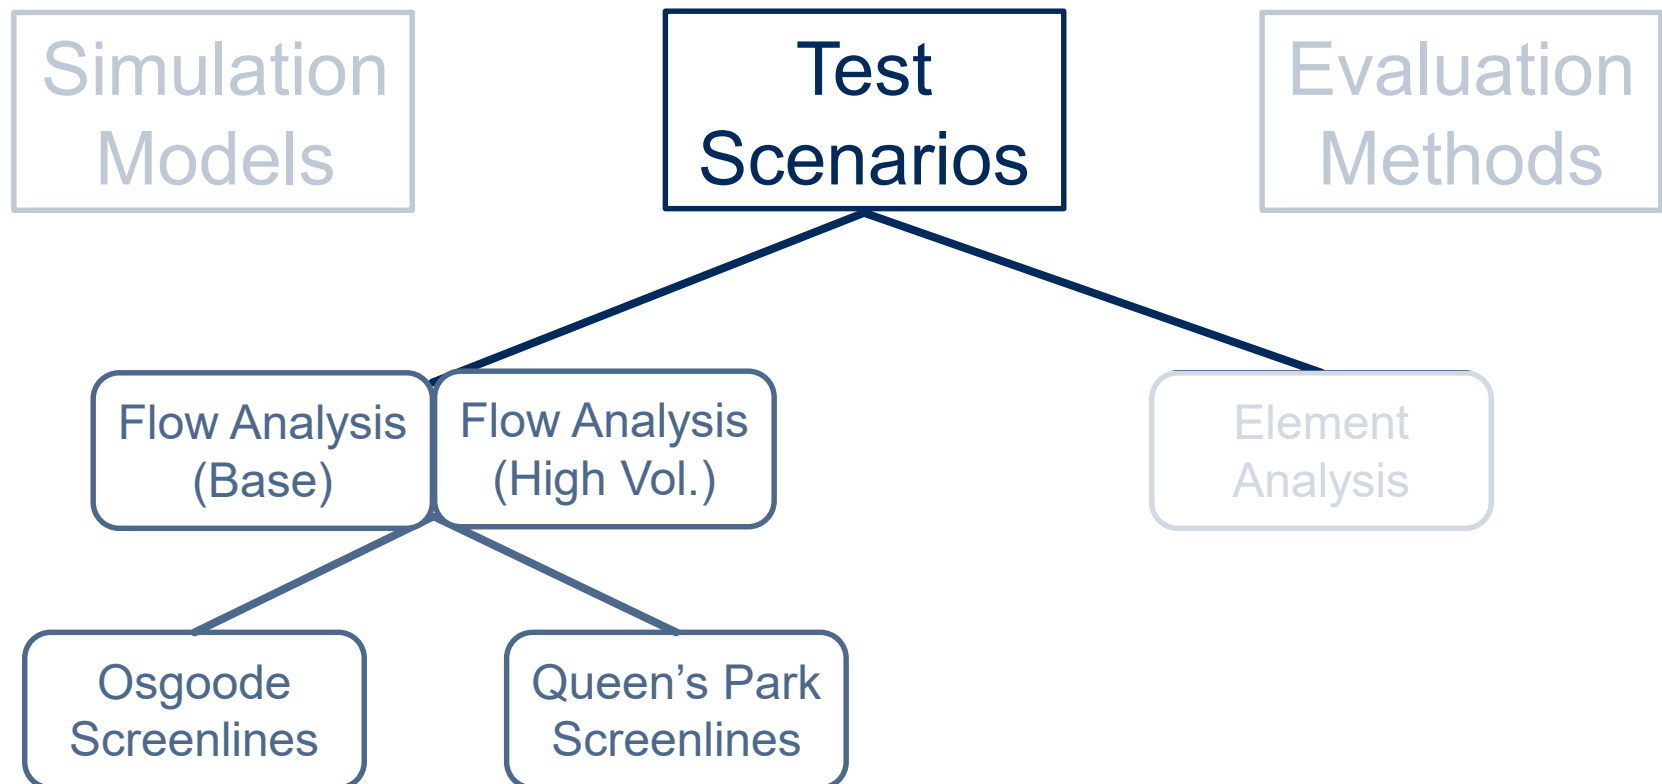 Simulation
Models
Test
Scenarios
Evaluation
Methods
Flow Analysis
(Base)
Flow Analysis
(High Vol.)
Element
Analysis
Osgoode
Screenlines
Queen’s Park
Screenlines